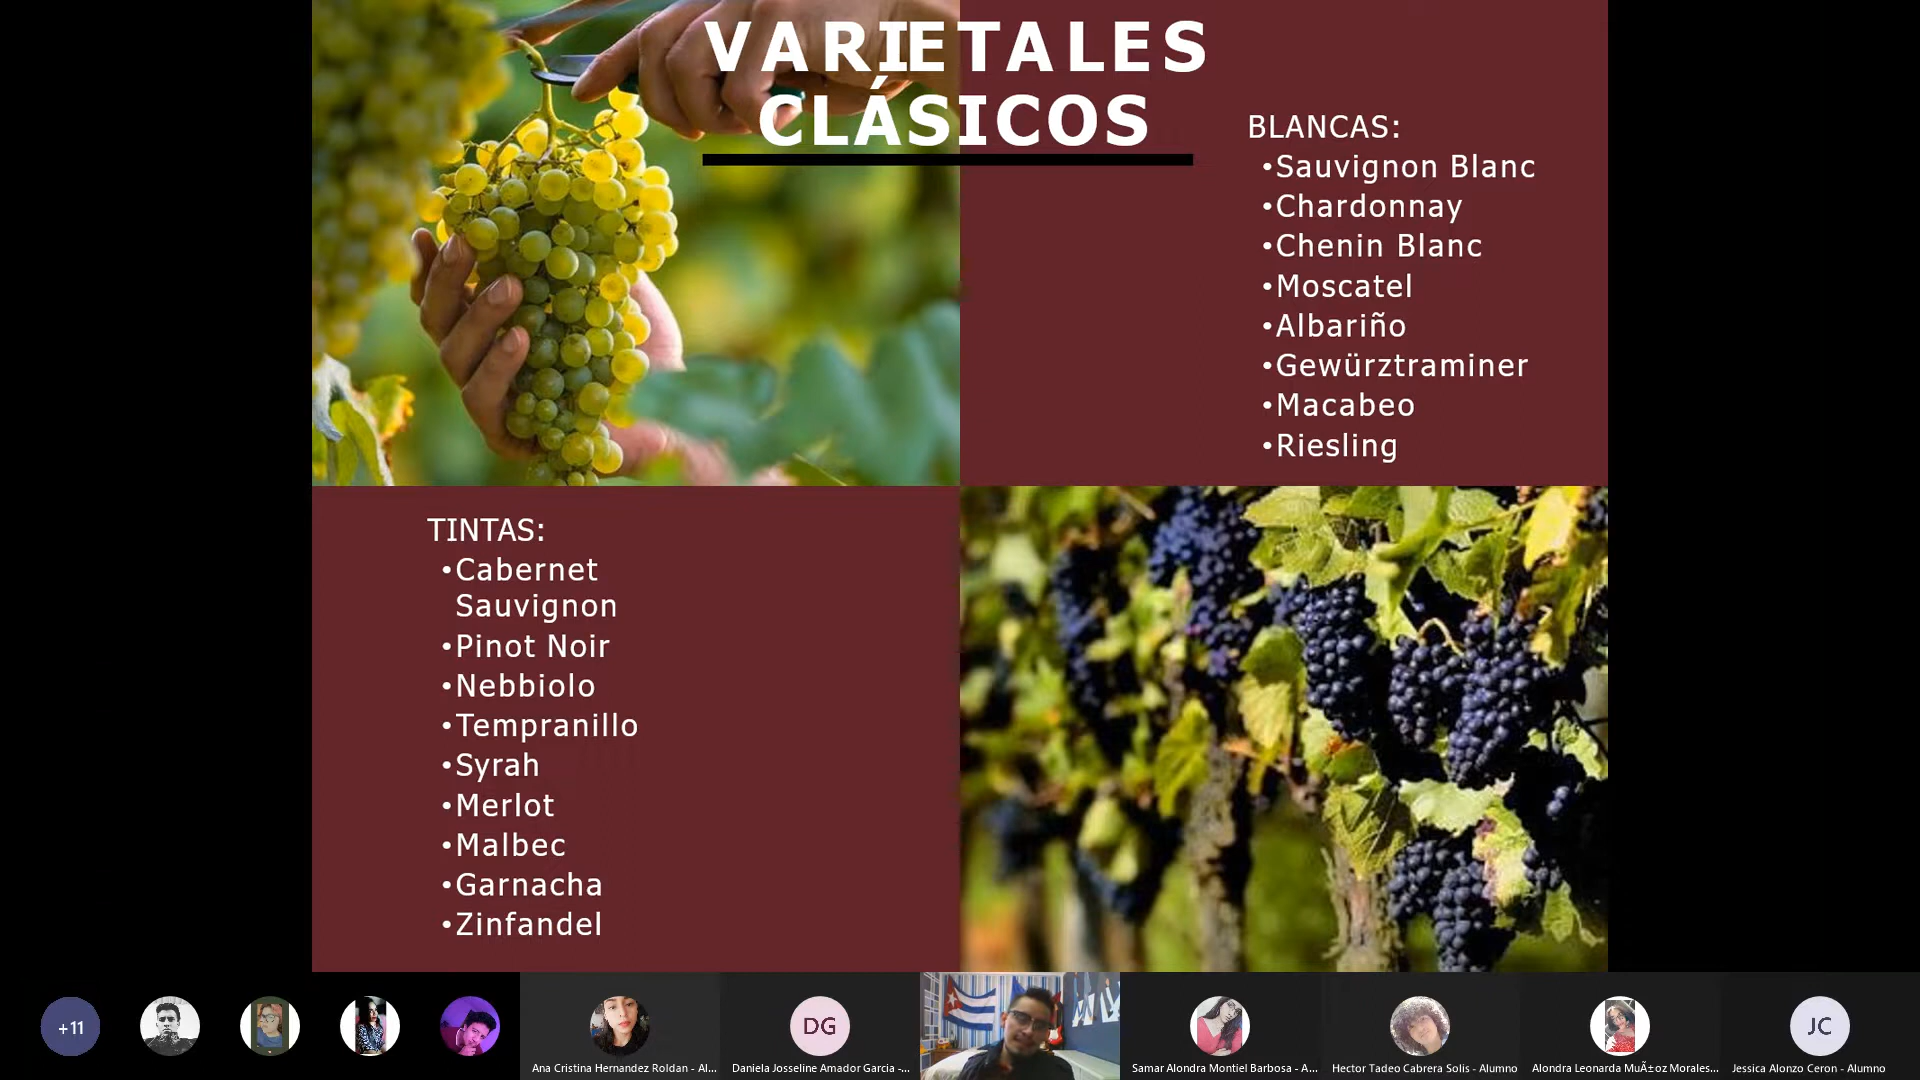 VARIETALES
CLÁSICOS
BLANCAS:
•Sauvignon Blanc
•Chardonnay
•Chenin Blanc
•Moscatel
•Albariño
•Gewürztraminer
•Macabeo
•Riesling
TINTAS:
•Cabernet
Sauvignon
•Pinot Noir
•Nebbiolo
•Tempranillo
•Syrah
•Merlot
•Malbec
•Garnacha
•Zinfandel
+11
DG
JC
Ana Cristina Hernandez Roldan - Al...
Daniela Josseline Amador Garcia -...
Samar Alondra Montiel Barbosa - A...
Hector Tadeo Cabrera Solis - Alumno
Alondra Leonarda MuÃ±oz Morales...
Jessica Alonzo Ceron - Alumno